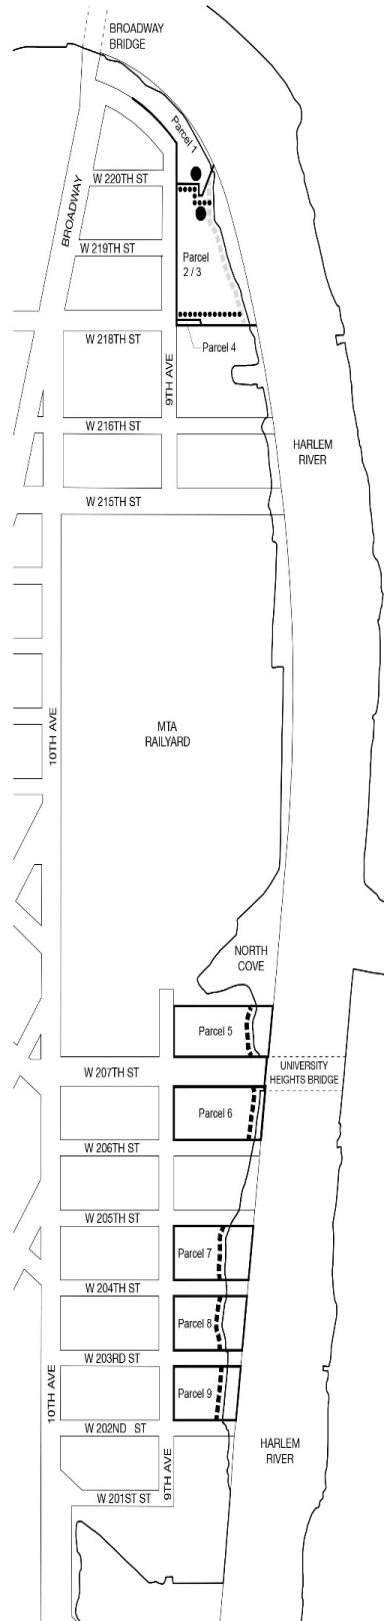 BROADWAY
BRIDGE
Parcel 1
W 220TH ST
BROADWAY
W 219TH ST
Parcel
2 / 3
W 218TH ST
Parcel 4
9TH AVE
W 216TH ST
HARLEM
RIVER
W 215TH ST
10TH AVE
MTA
RAILYARD
NORTH
COVE
Parcel 5
W 207TH ST
UNIVERSITY
HEIGHTS BRIDGE
Parcel 6
W 206TH ST
W 205TH ST
Parcel 7
W 204TH ST
Parcel 8
W 203RD ST
10TH AVE
Parcel 9
W 202ND ST
9TH AVE
HARLEM
RIVER
W 201ST ST